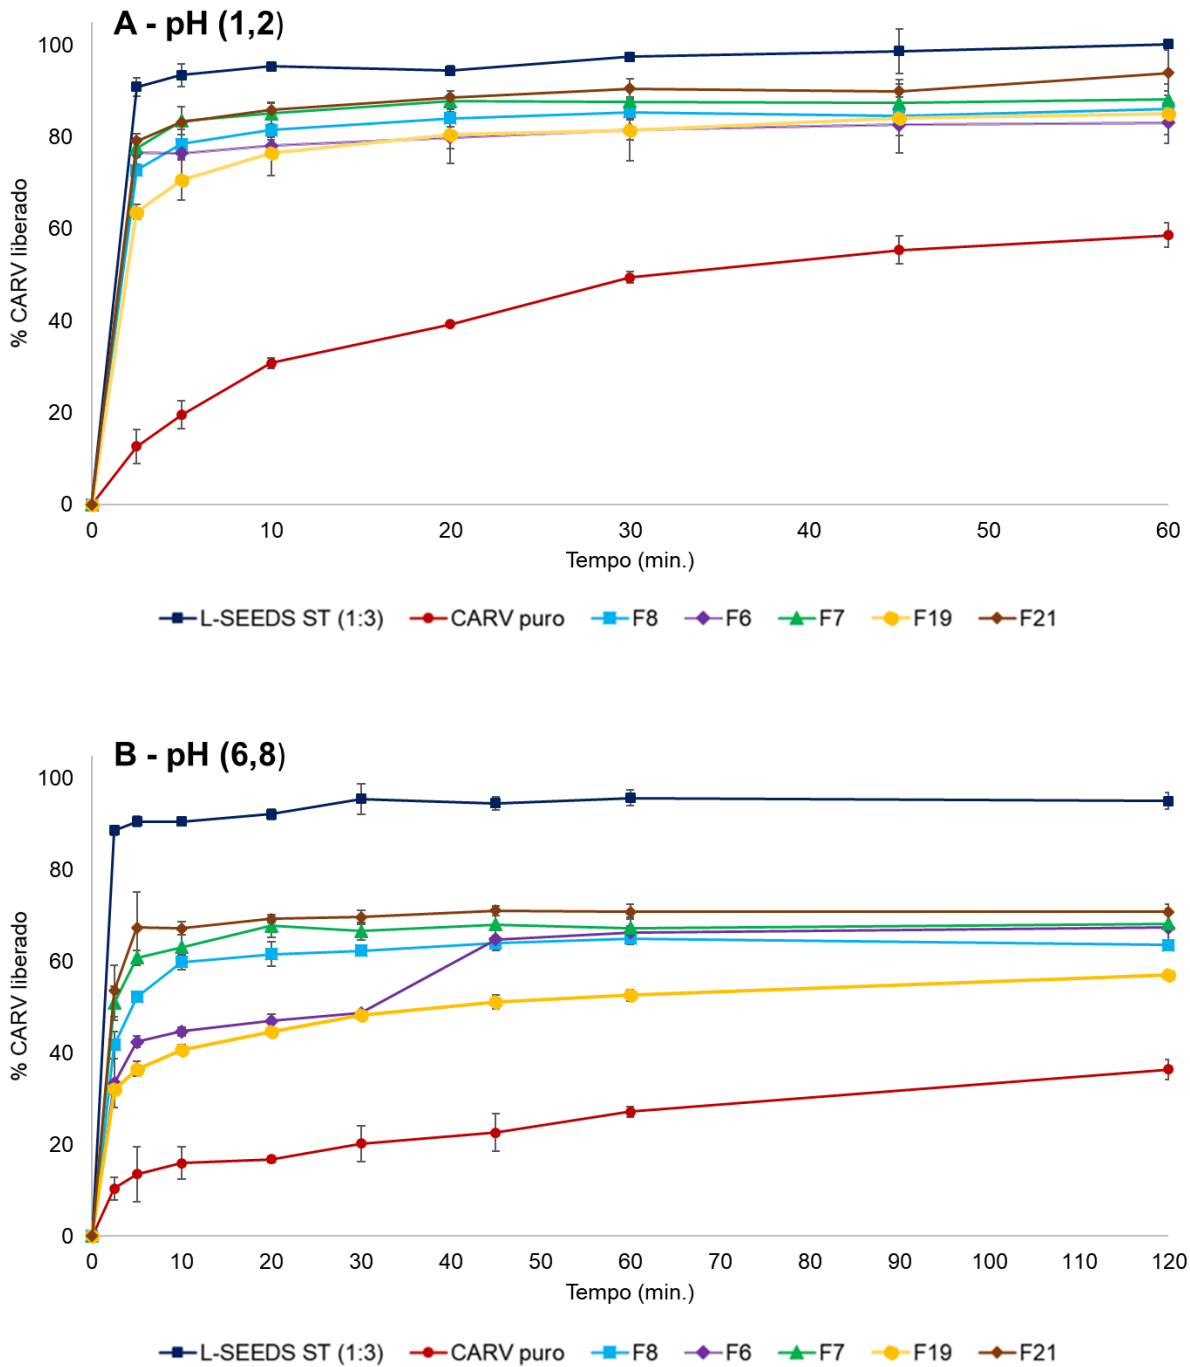 A - pH (1,2)
100
80
60
40
20
0
% CARV liberado
0 10 20 30 40 50 60
Tempo (min.)
L-SEEDS ST (1:3) CARV puro F8 F6 F7 F19 F21
B - pH (6,8)
100
80
60
40
20
0
% CARV liberado
0 10 20 30 40 50 60 70 80 90 100 110 120
Tempo (min.)
L-SEEDS ST (1:3) CARV puro F8 F6 F7 F19 F21